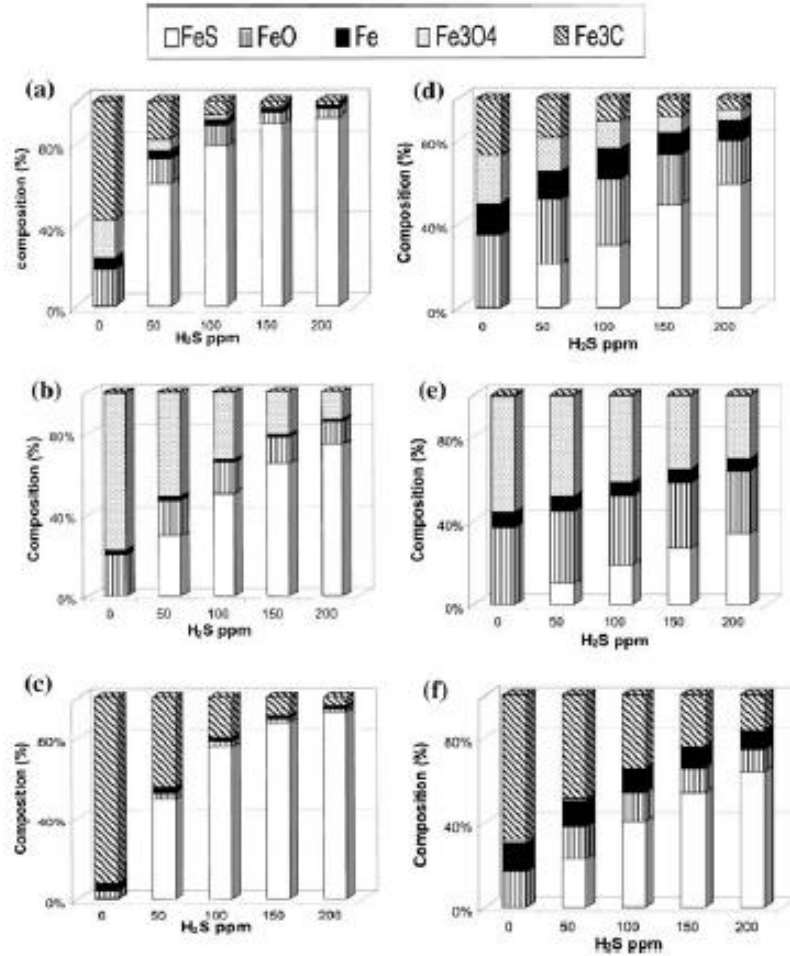 FeS FeO Fe Fe3O4 Fe3C
(a)
composition (%)
80%
40%
0%
0 50 100 150 200
H₂S ppm
(d)
Composition (%)
60%
40%
0%
0 50 100 150 200
H₂S ppm
(b)
Composition (%)
80%
40%
0%
0 50 100 150 200
H₂S ppm
(e)
Composition (%)
80%
40%
0%
0 50 100 150 200
H₂S ppm
(c)
Composition (%)
60%
40%
0%
0 50 100 150 200
H₂S ppm
(f)
Composition (%)
80%
40%
0%
0 50 100 150 200
H₂S ppm